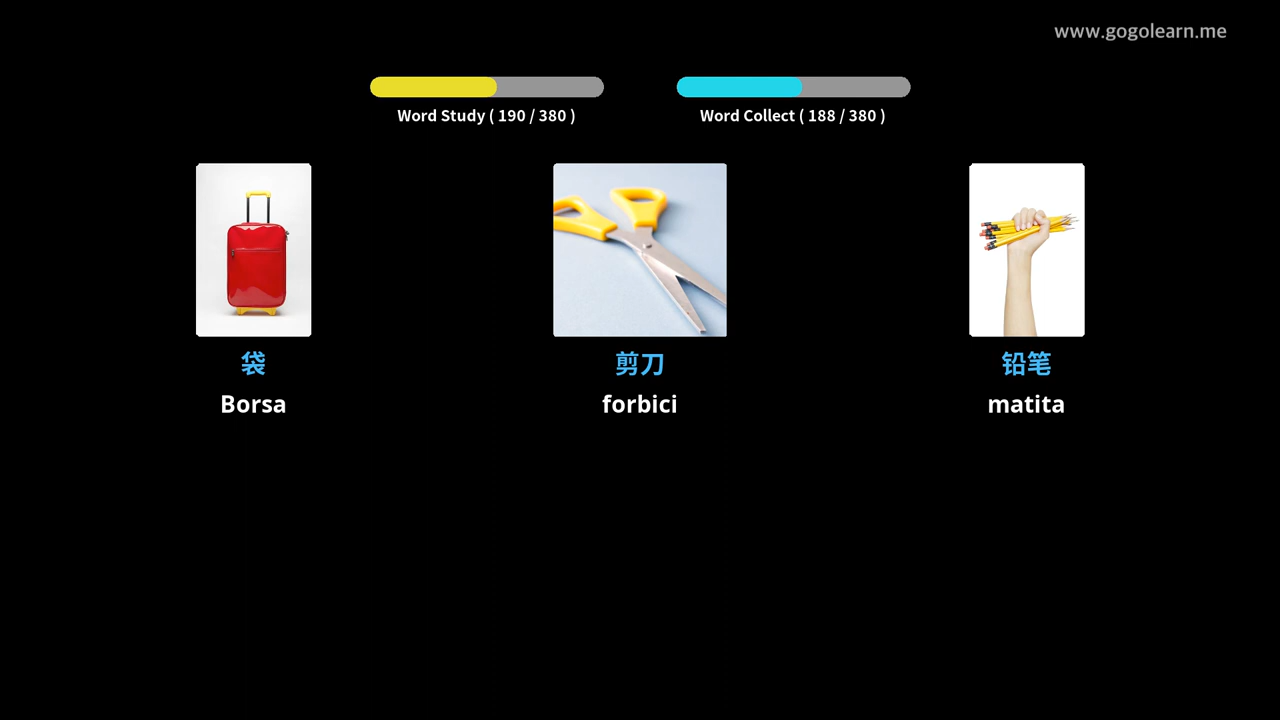 www.gogolearn.me
Word Study ( 190 / 380 )
Word Collect ( 188 / 380 )
袋
剪刀
铅笔
Borsa
forbici
matita